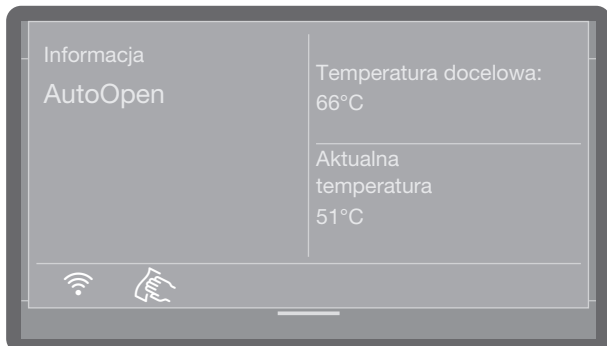 Informacja
AutoOpen
Temperatura docelowa:
66°C
Aktualna
temperatura
51°C